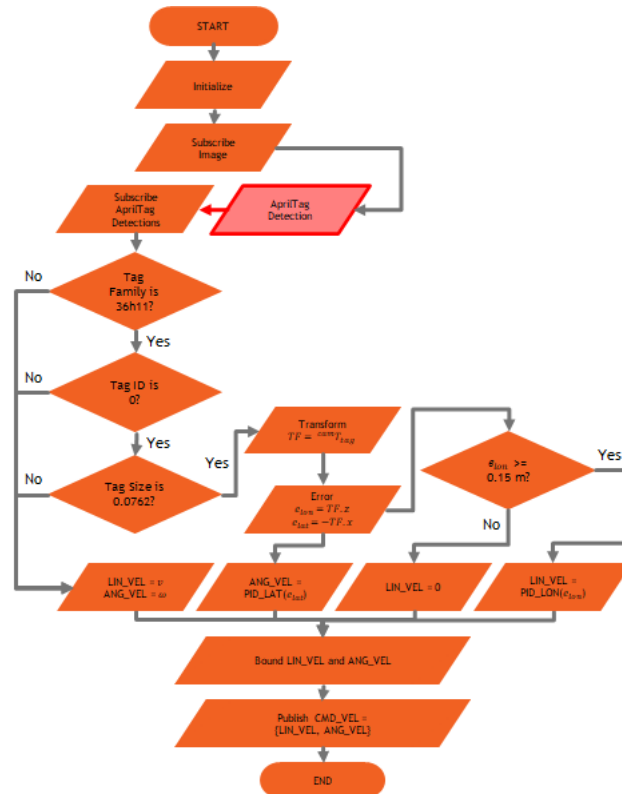 START
Initialize
Subscribe
Image
Subscribe
AprilTag
Detections
AprilTag
Detection
No
Tag
Family is
36h11?
Yes
No
Tag ID is
0?
Yes
No
Tag Size is
0.0762?
Yes
Transform
TF = ᶜᵃᵐT_tag
Error
e_lon = TF.z
e_lat = −TF.x
e_lon >=
0.15 m?
Yes
No
LIN_VEL = v
ANG_VEL = ω
ANG_VEL =
PID_LAT(e_lat)
LIN_VEL = 0
LIN_VEL =
PID_LON(e_lon)
Bound LIN_VEL and ANG_VEL
Publish CMD_VEL =
{LIN_VEL, ANG_VEL}
END